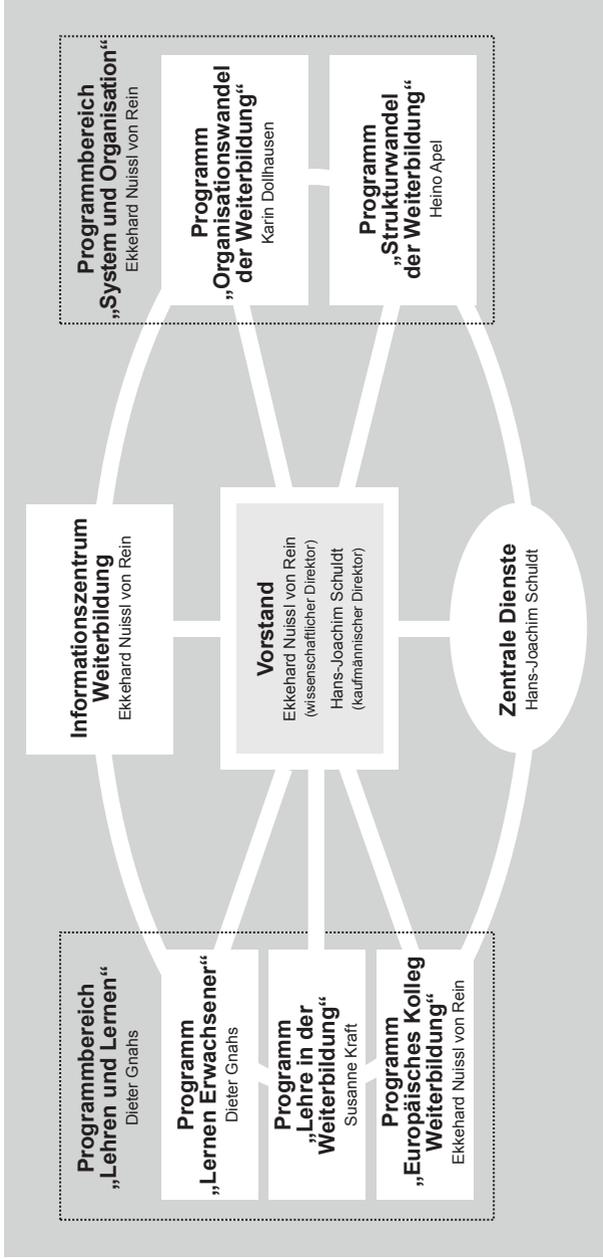 Programmbereich
„Lehren und Lernen“
Dieter Gnahs
Programm
„Lernen Erwachsener“
Dieter Gnahs
Programm
„Lehre in der
Weiterbildung“
Susanne Kraft
Programm
„Europäisches Kolleg
Weiterbildung“
Ekkehard Nuissl von Rein
Informationszentrum
Weiterbildung
Ekkehard Nuissl von Rein
Vorstand
Ekkehard Nuissl von Rein
(wissenschaftlicher Direktor)
Hans-Joachim Schuldt
(kaufmännischer Direktor)
Zentrale Dienste
Hans-Joachim Schuldt
Programmbereich
„System und Organisation“
Ekkehard Nuissl von Rein
Programm
„Organisationswandel
der Weiterbildung“
Karin Dollhausen
Programm
„Strukturwandel
der Weiterbildung“
Heino Apel